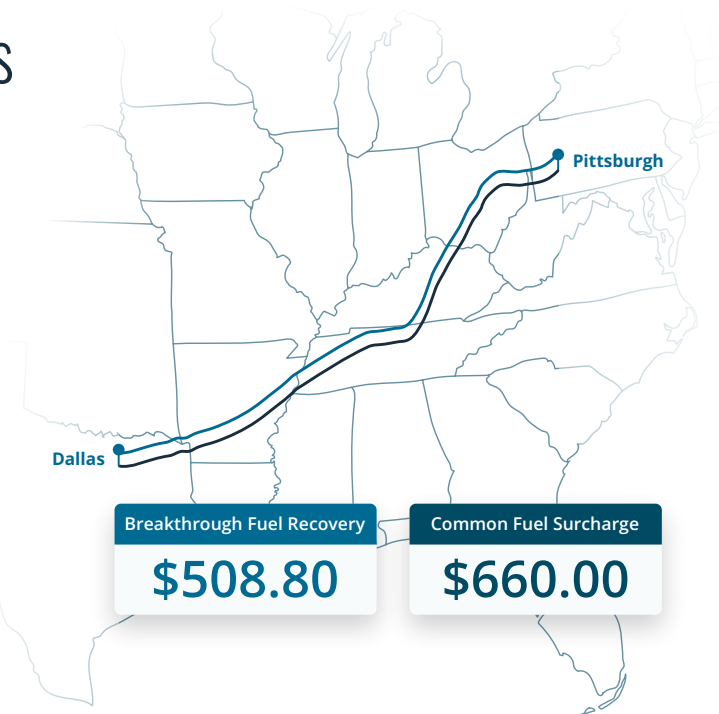 S
Pittsburgh
Dallas
Breakthrough Fuel Recovery
$508.80
Common Fuel Surcharge
$660.00